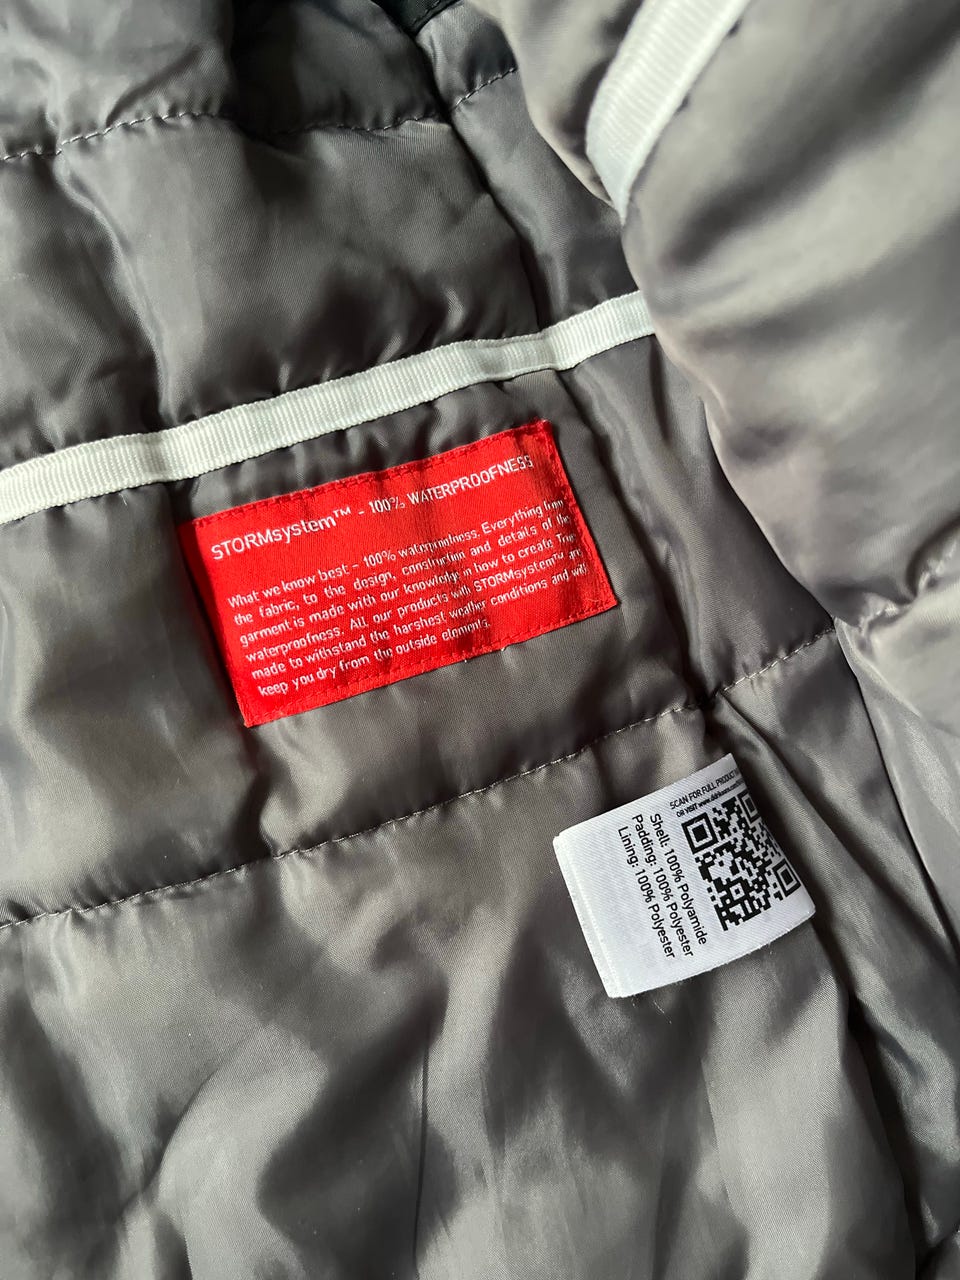 STORMsystem™ - 100% WATERPROOFNESS
What we know best - 100% waterproofness. Everything from
the fabric, to the design, construction and details of the
garment is made with our knowledge in how to create True
waterproofness. All our products with STORMsystem™ are
made to withstand the harshest weather conditions and will
keep you dry from the outside elements.
SCAN FOR FULL PRODUCT
OR VISIT
Shell: 100% Polyamide
Padding: 100% Polyester
Lining: 100% Polyester